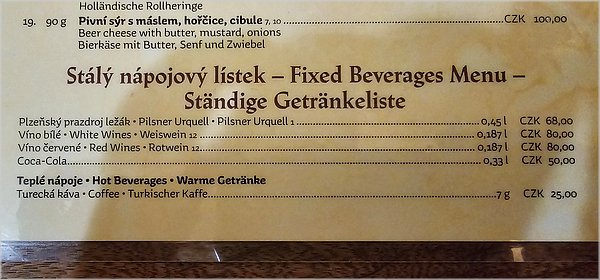 Holländische Rollheringe
19. 90 g Pivní sýr s máslem, hořčice, cibule 7, 10 ... CZK 100,00
Beer cheese with butter, mustard, onions
Bierkäse mit Butter, Senf und Zwiebel
Stálý nápojový lístek – Fixed Beverages Menu –
Ständige Getränkeliste
Plzeňský prazdroj ležák • Pilsner Urquell • Pilsner Urquell 1 ... 0,45 l CZK 68,00
Víno bílé • White Wines • Weiswein 12 ... 0,187 l CZK 80,00
Víno červené • Red Wines • Rotwein 12 ... 0,187 l CZK 80,00
Coca-Cola ... 0,33 l CZK 50,00
Teplé nápoje • Hot Beverages • Warme Getränke
Turecká káva • Coffee • Turkischer Kaffe ... 7 g CZK 25,00